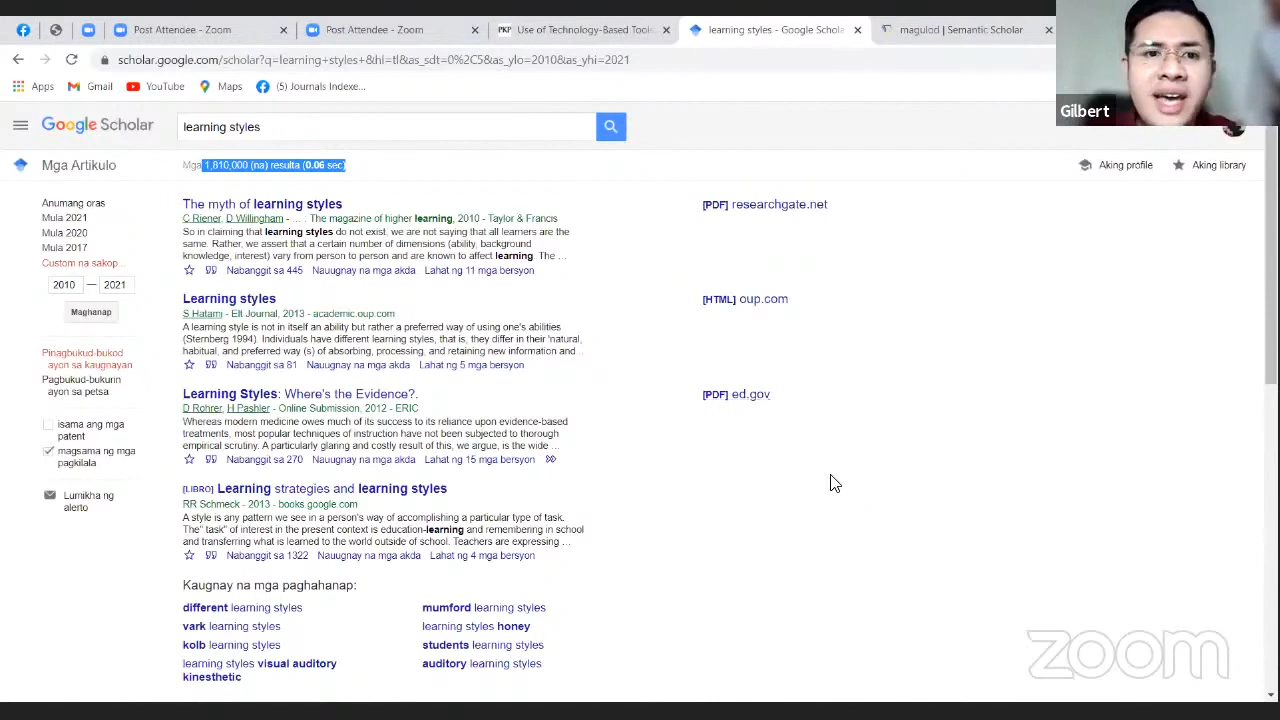 Post Attendee - Zoom
Post Attendee - Zoom
PKP Use of Technology-Based Tools
learning styles - Google Schola
magulod | Semantic Scholar
scholar.google.com/scholar?q=learning+styles+&hl=tl&as_sdt=0%2C5&as_ylo=2010&as_yhi=2021
Apps
Gmail
YouTube
Maps
(5) Journals Indexe...
Gilbert
Google Scholar
learning styles
Mga Artikulo
Mga 1,810,000 (na) resulta (0.06 sec)
Aking profile
Aking library
Anumang oras
Mula 2021
Mula 2020
Mula 2017
Custom na sakop...
2010 — 2021
Maghanap
Pinagbukud-bukod
ayon sa kaugnayan
Pagbukud-bukurin
ayon sa petsa
isama ang mga
patent
magsama ng mga
pagkilala
Lumikha ng
alerto
The myth of learning styles
[PDF] researchgate.net
C Riener, D Willingham - … . The magazine of higher learning, 2010 - Taylor & Francis
So in claiming that learning styles do not exist, we are not saying that all learners are the
same. Rather, we assert that a certain number of dimensions (ability, background
knowledge, interest) vary from person to person and are known to affect learning. The …
Nabanggit sa 445 Nauugnay na mga akda Lahat ng 11 mga bersyon
Learning styles
[HTML] oup.com
S Hatami - Elt Journal, 2013 - academic.oup.com
A learning style is not in itself an ability but rather a preferred way of using one's abilities
(Sternberg 1994). Individuals have different learning styles, that is, they differ in their 'natural,
habitual, and preferred way (s) of absorbing, processing, and retaining new information and…
Nabanggit sa 81 Nauugnay na mga akda Lahat ng 5 mga bersyon
Learning Styles: Where's the Evidence?.
[PDF] ed.gov
D Rohrer, H Pashler - Online Submission, 2012 - ERIC
Whereas modern medicine owes much of its success to its reliance upon evidence-based
treatments, most popular techniques of instruction have not been subjected to thorough
empirical scrutiny. A particularly glaring and costly result of this, we argue, is the wide …
Nabanggit sa 270 Nauugnay na mga akda Lahat ng 15 mga bersyon
[LIBRO] Learning strategies and learning styles
RR Schmeck - 2013 - books.google.com
A style is any pattern we see in a person's way of accomplishing a particular type of task.
The" task" of interest in the present context is education-learning and remembering in school
and transferring what is learned to the world outside of school. Teachers are expressing …
Nabanggit sa 1322 Nauugnay na mga akda Lahat ng 4 mga bersyon
Kaugnay na mga paghahanap:
different learning styles
mumford learning styles
vark learning styles
learning styles honey
kolb learning styles
students learning styles
learning styles visual auditory
kinesthetic
auditory learning styles
zoom